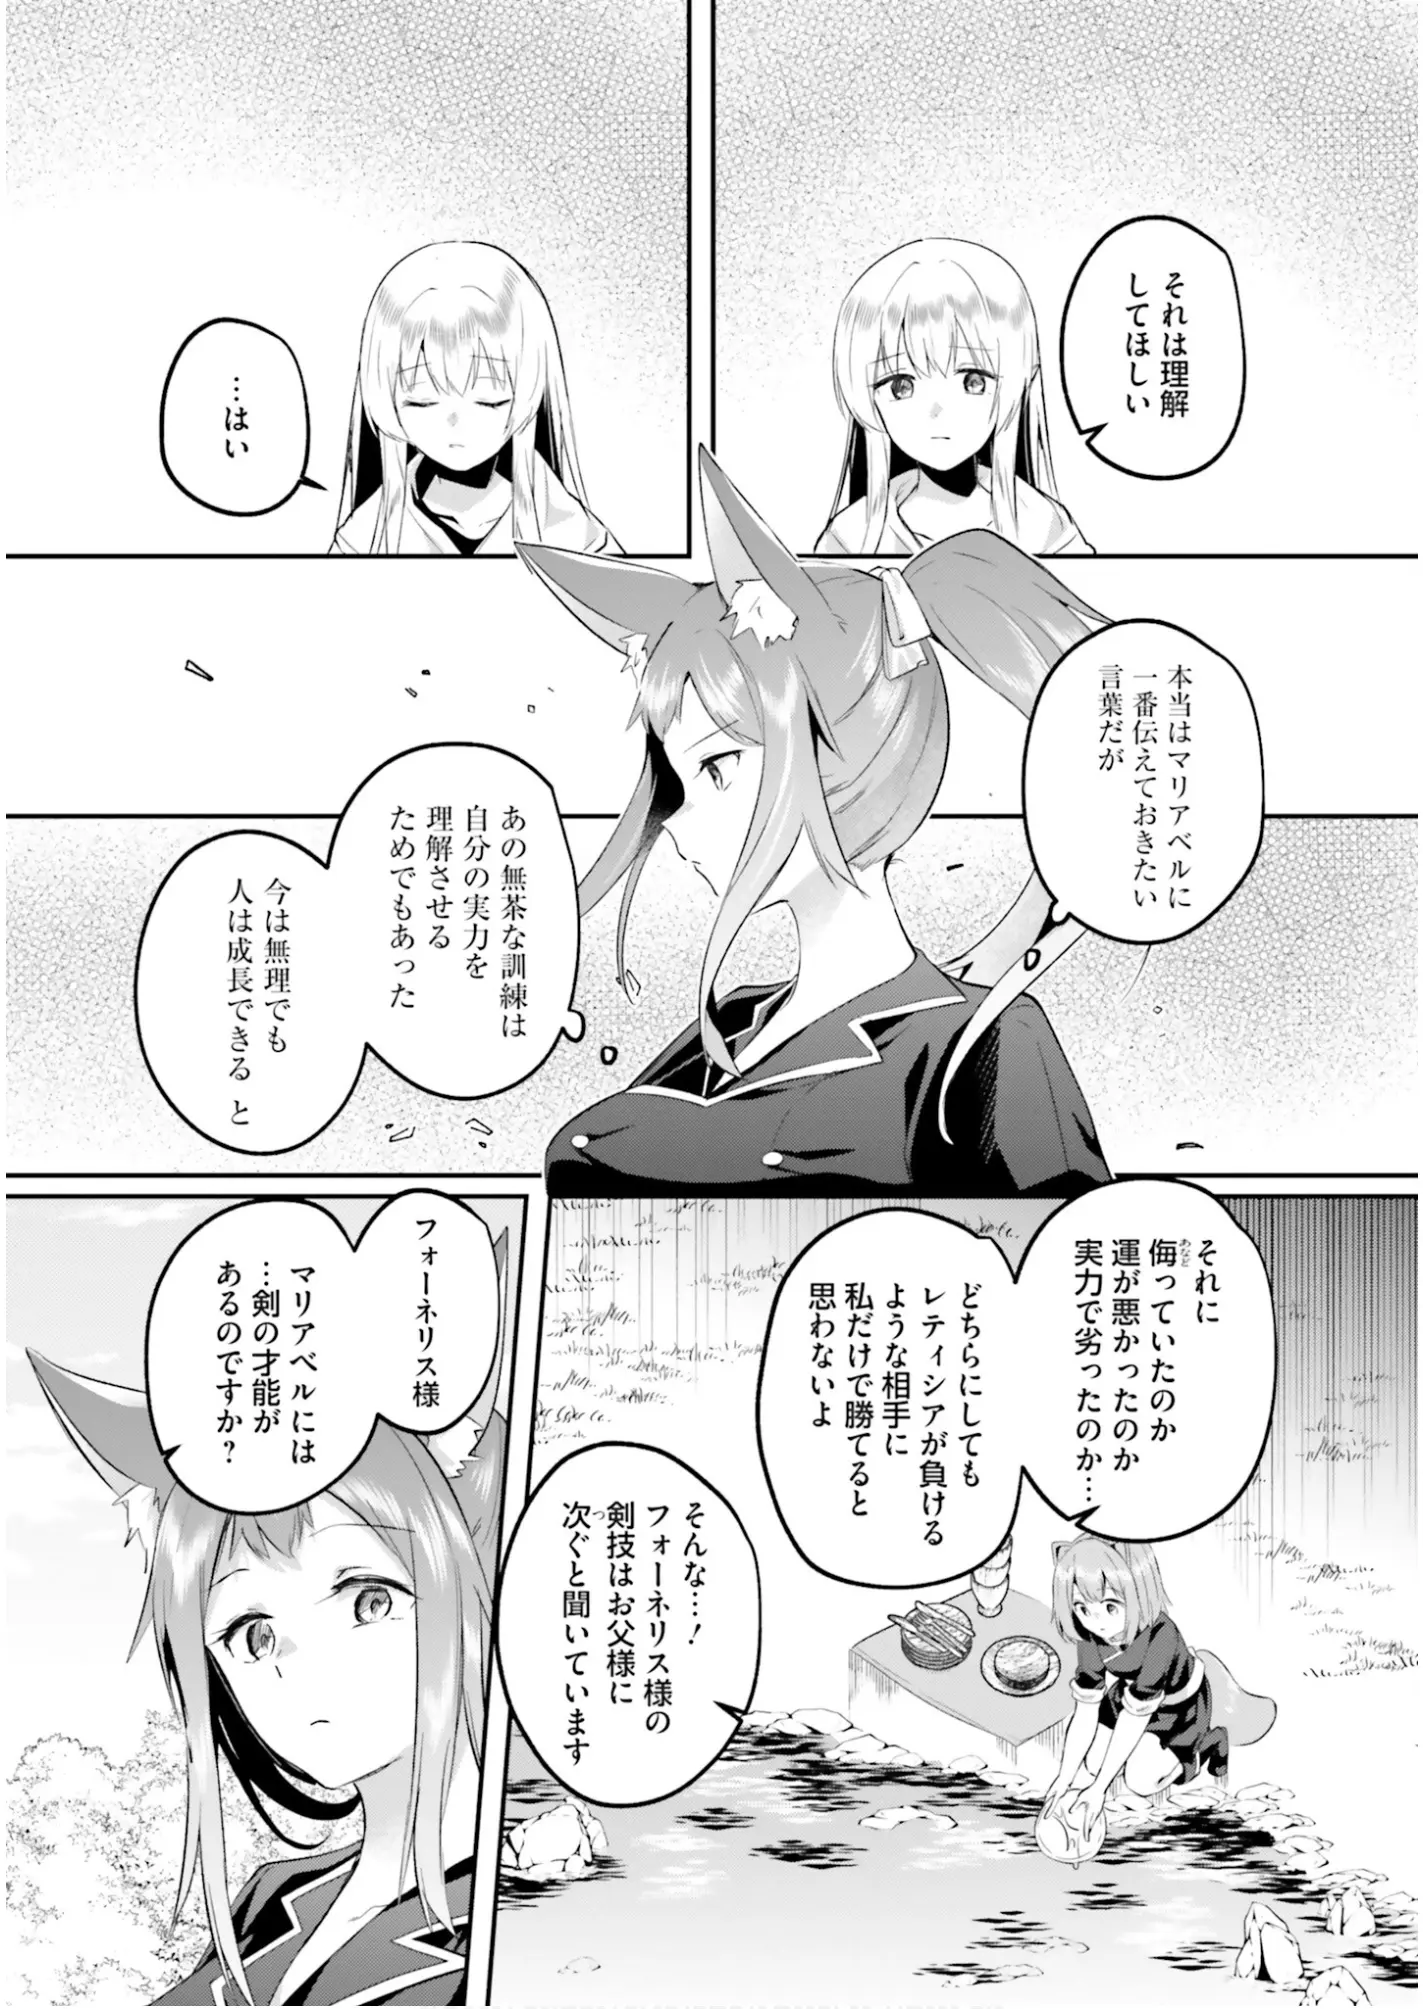 それは理解
してほしい
…はい
本当はマリアベルに
一番伝えておきたい
言葉だが
あの無茶な訓練は
自分の実力を
理解させる
ためでもあった
今は無理でも
人は成長できる と
それに
侮っていたのか
あなど
運が悪かったのか
実力で劣ったのか…
どちらにしても
レティシアが負ける
ような相手に
私だけで勝てると
思わないよ
そんな…!
フォーネリス様の
剣技はお父様に
次ぐと聞いています
つ
フォーネリス様
マリアベルには
…剣の才能が
あるのですか?